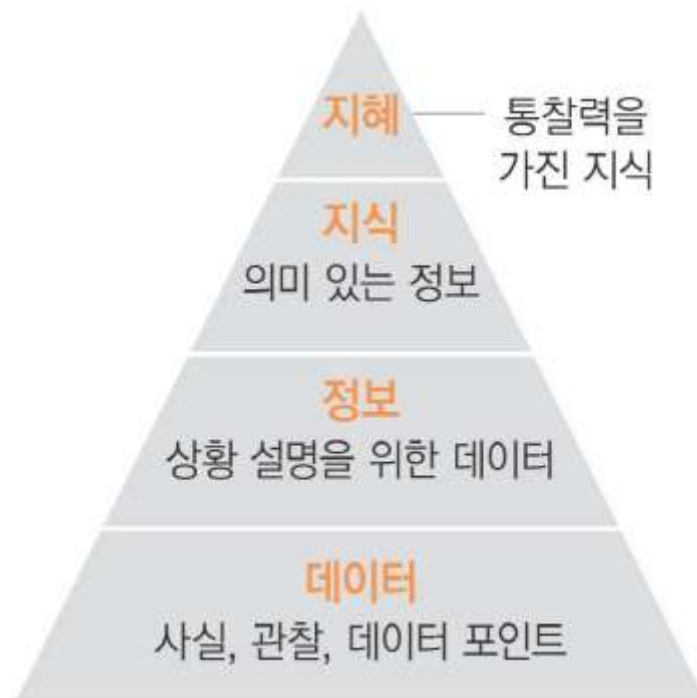 지혜
통찰력을
가진 지식
지식
의미 있는 정보
정보
상황 설명을 위한 데이터
데이터
사실, 관찰, 데이터 포인트